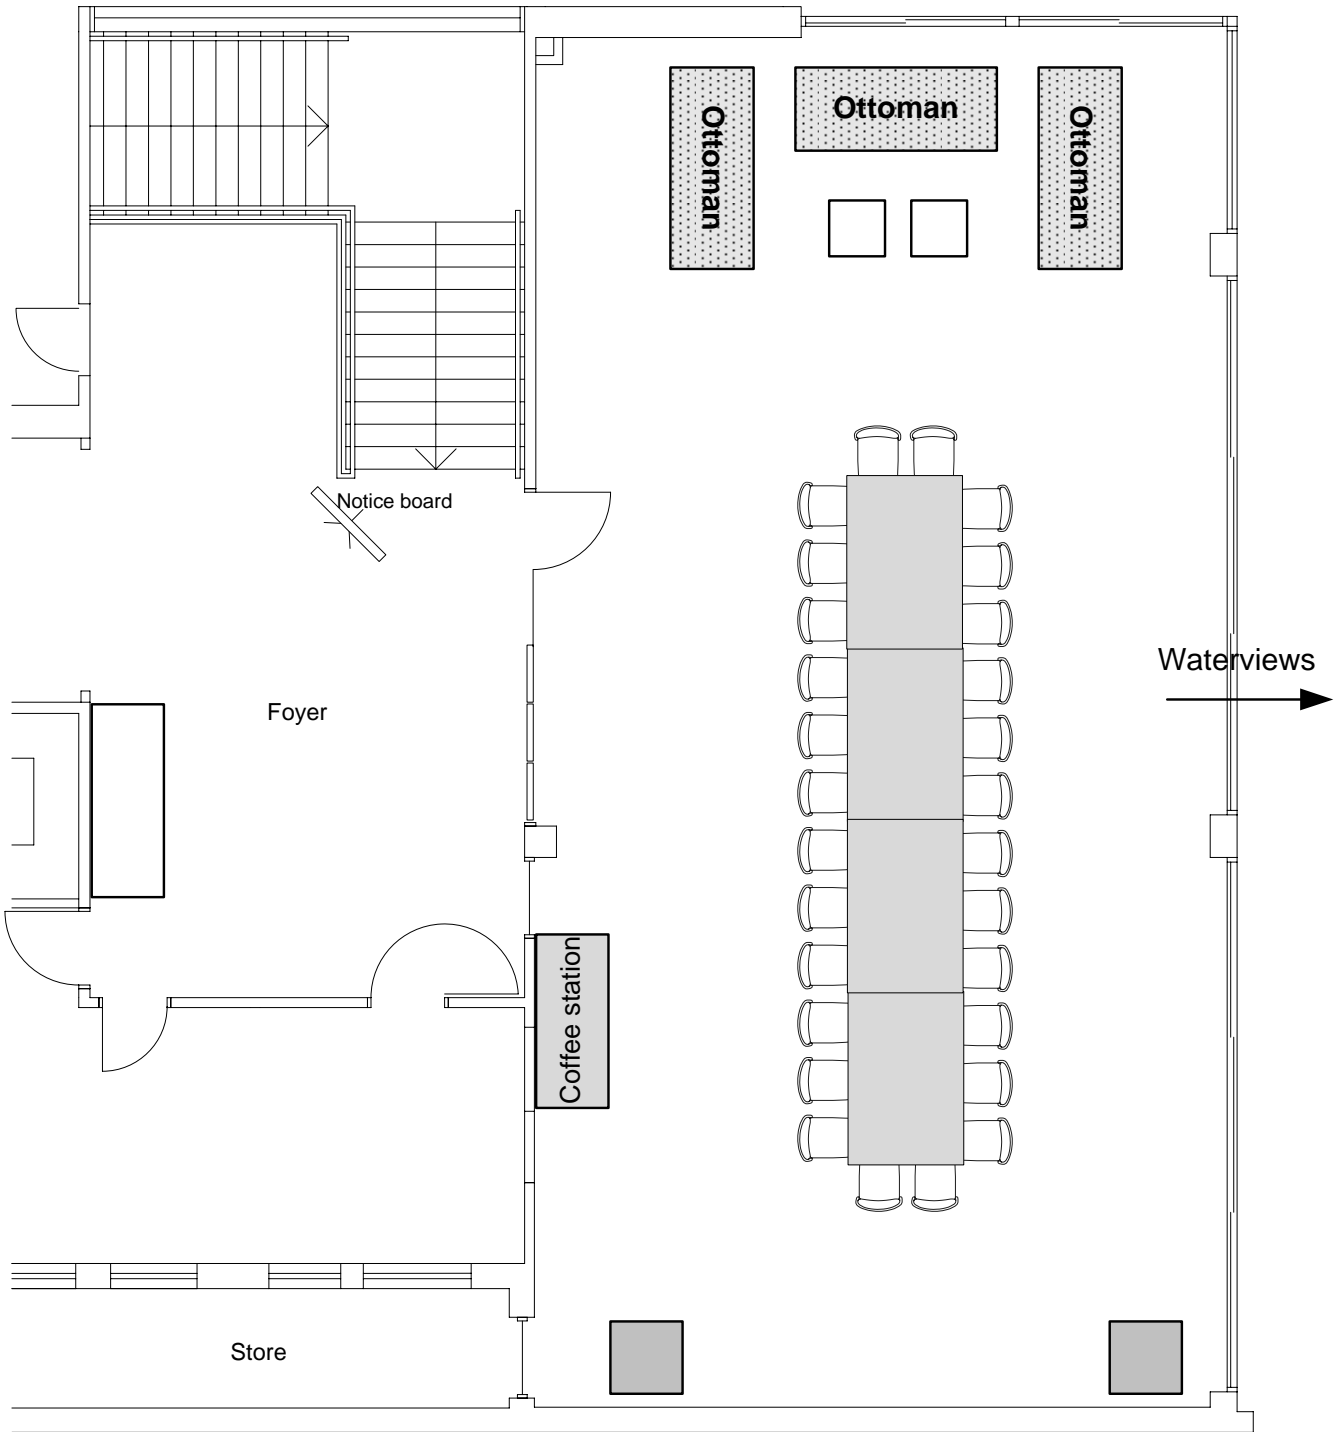 Ottoman
Ottoman
Ottoman
Notice board
Waterviews
Foyer
Coffee station
Store